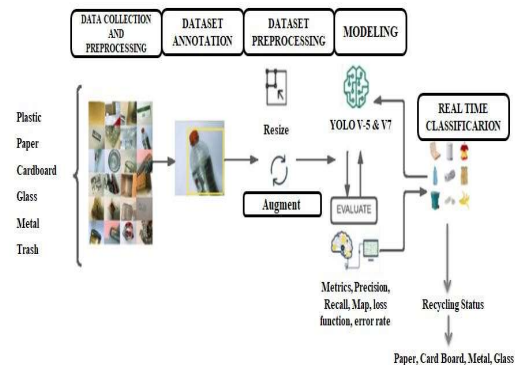 DATA COLLECTION
AND
PREPROCESSING
DATASET
ANNOTATION
DATASET
PREPROCESSING
MODELING
Plastic
Paper
Cardboard
Glass
Metal
Trash
Resize
Augment
YOLO V-5 & V7
EVALUATE
Metrics, Precision,
Recall, Map, loss
function, error rate
REAL TIME
CLASSIFICARION
Recycling Status
Paper, Card Board, Metal, Glass